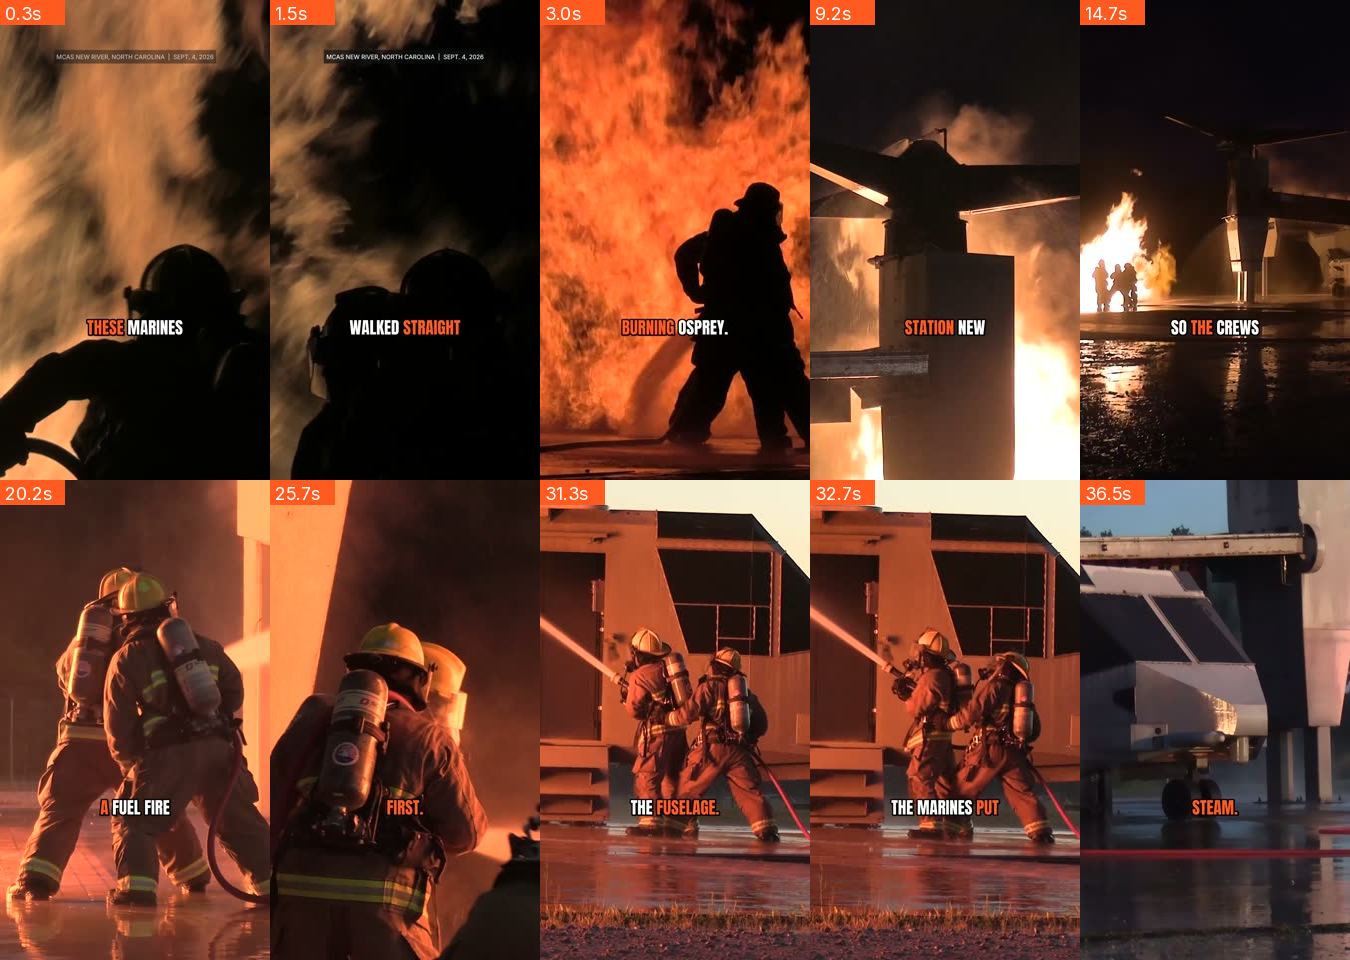 0.3s
MCAS NEW RIVER, NORTH CAROLINA | SEPT. 4, 2026
THESE MARINES
1.5s
MCAS NEW RIVER, NORTH CAROLINA | SEPT. 4, 2026
WALKED STRAIGHT
3.0s
BURNING OSPREY.
9.2s
STATION NEW
14.7s
SO THE CREWS
20.2s
A FUEL FIRE
25.7s
FIRST.
31.3s
THE FUSELAGE.
32.7s
THE MARINES PUT
36.5s
STEAM.